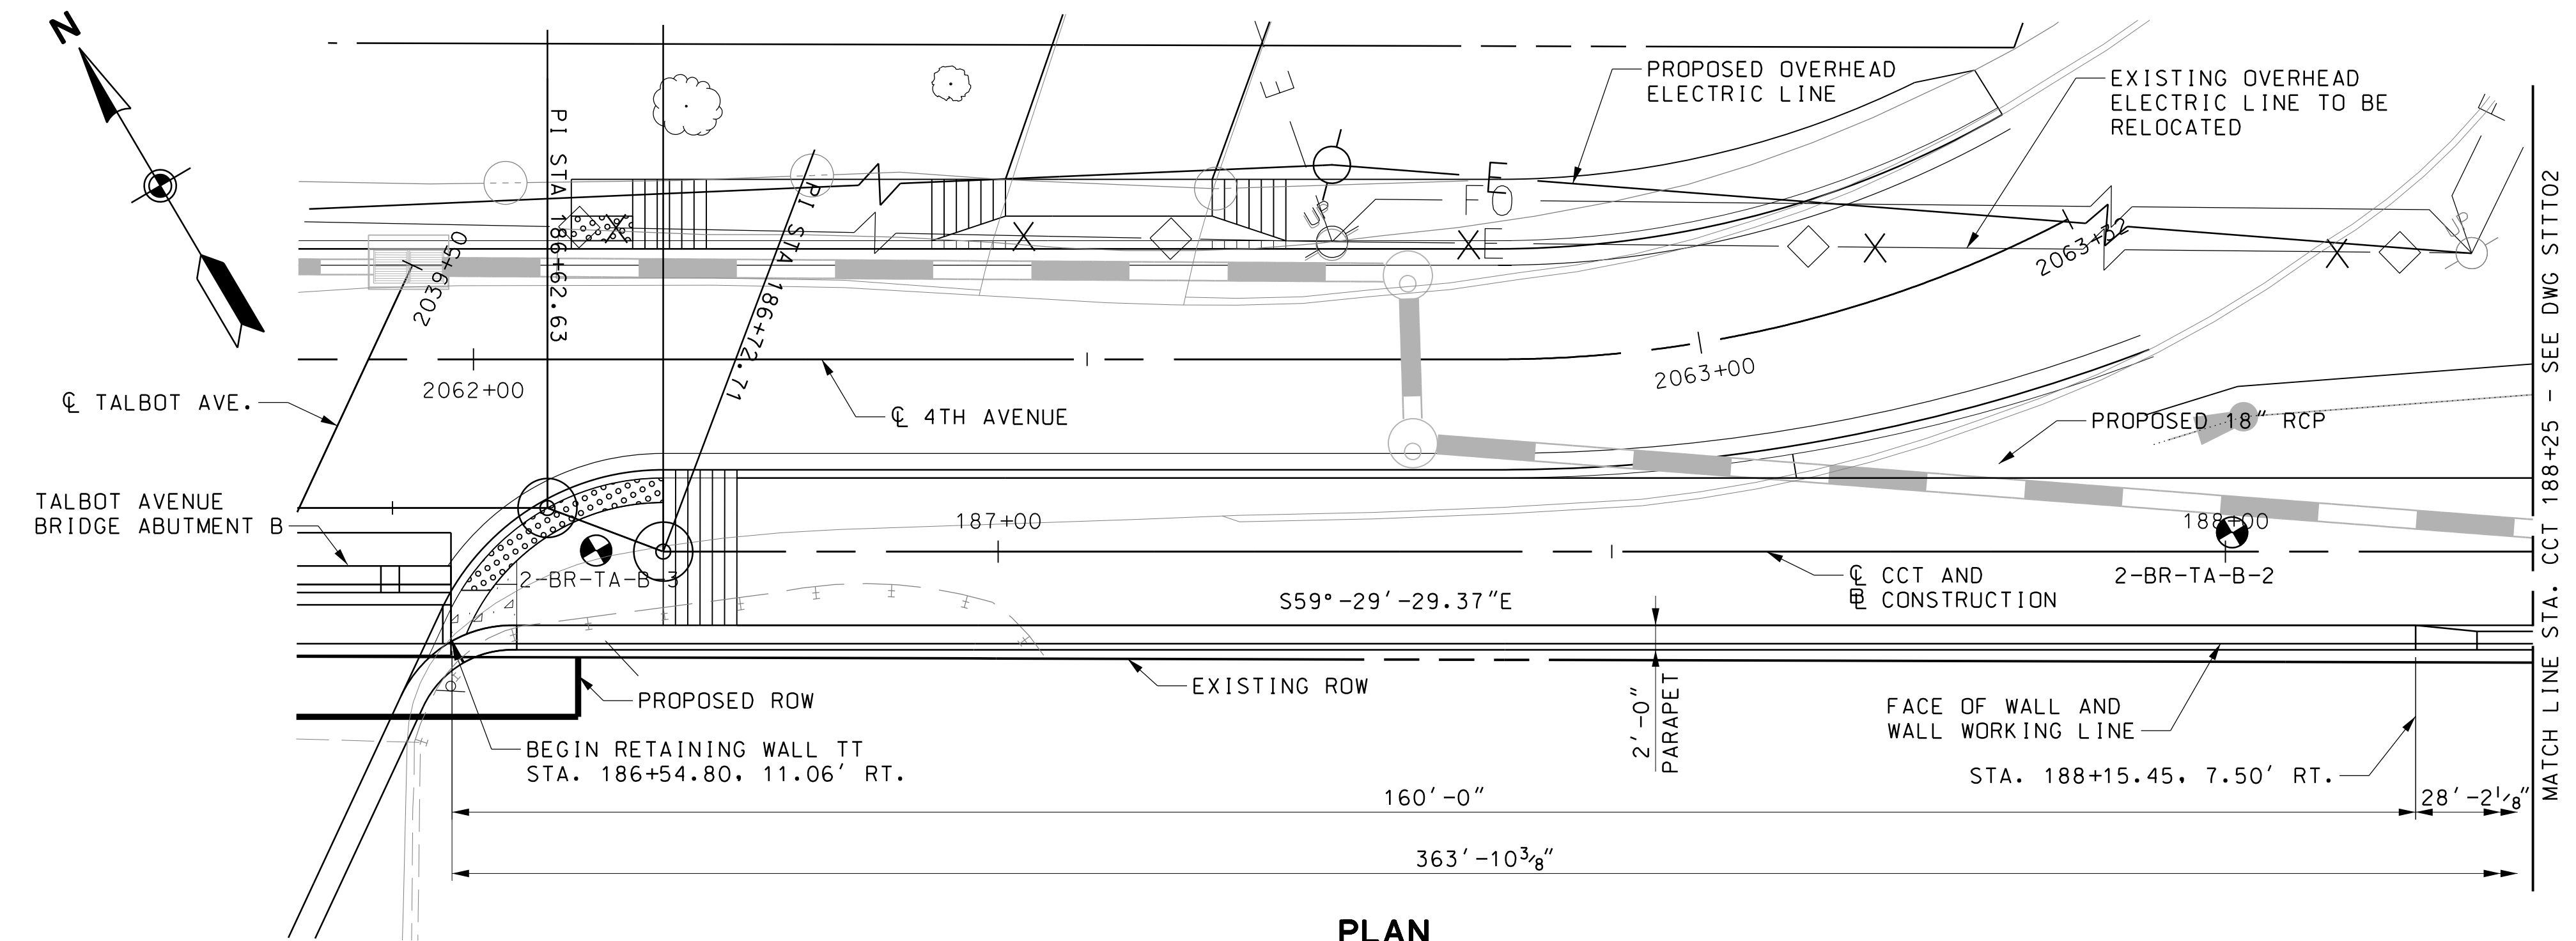 N
PROPOSED OVERHEAD
ELECTRIC LINE
EXISTING OVERHEAD
ELECTRIC LINE TO BE
RELOCATED
E
PI STA 186+62.63
PI STA 186+72.71
E
FO
E
UP
UP
2039+50
2063+32
2062+00
2063+00
℄ TALBOT AVE.
℄ 4TH AVENUE
PROPOSED 18" RCP
TALBOT AVENUE
BRIDGE ABUTMENT B
187+00
188+00
2-BR-TA-B-3
2-BR-TA-B-2
S59°-29'-29.37"E
℄ CCT AND
BL CONSTRUCTION
PROPOSED ROW
EXISTING ROW
2'-0"
PARAPET
FACE OF WALL AND
WALL WORKING LINE
BEGIN RETAINING WALL TT
STA. 186+54.80, 11.06' RT.
STA. 188+15.45, 7.50' RT.
160'-0"
28'-2⅛"
363'-10⅜"
MATCH LINE STA. CCT 188+25 - SEE DWG STTT02
PLAN